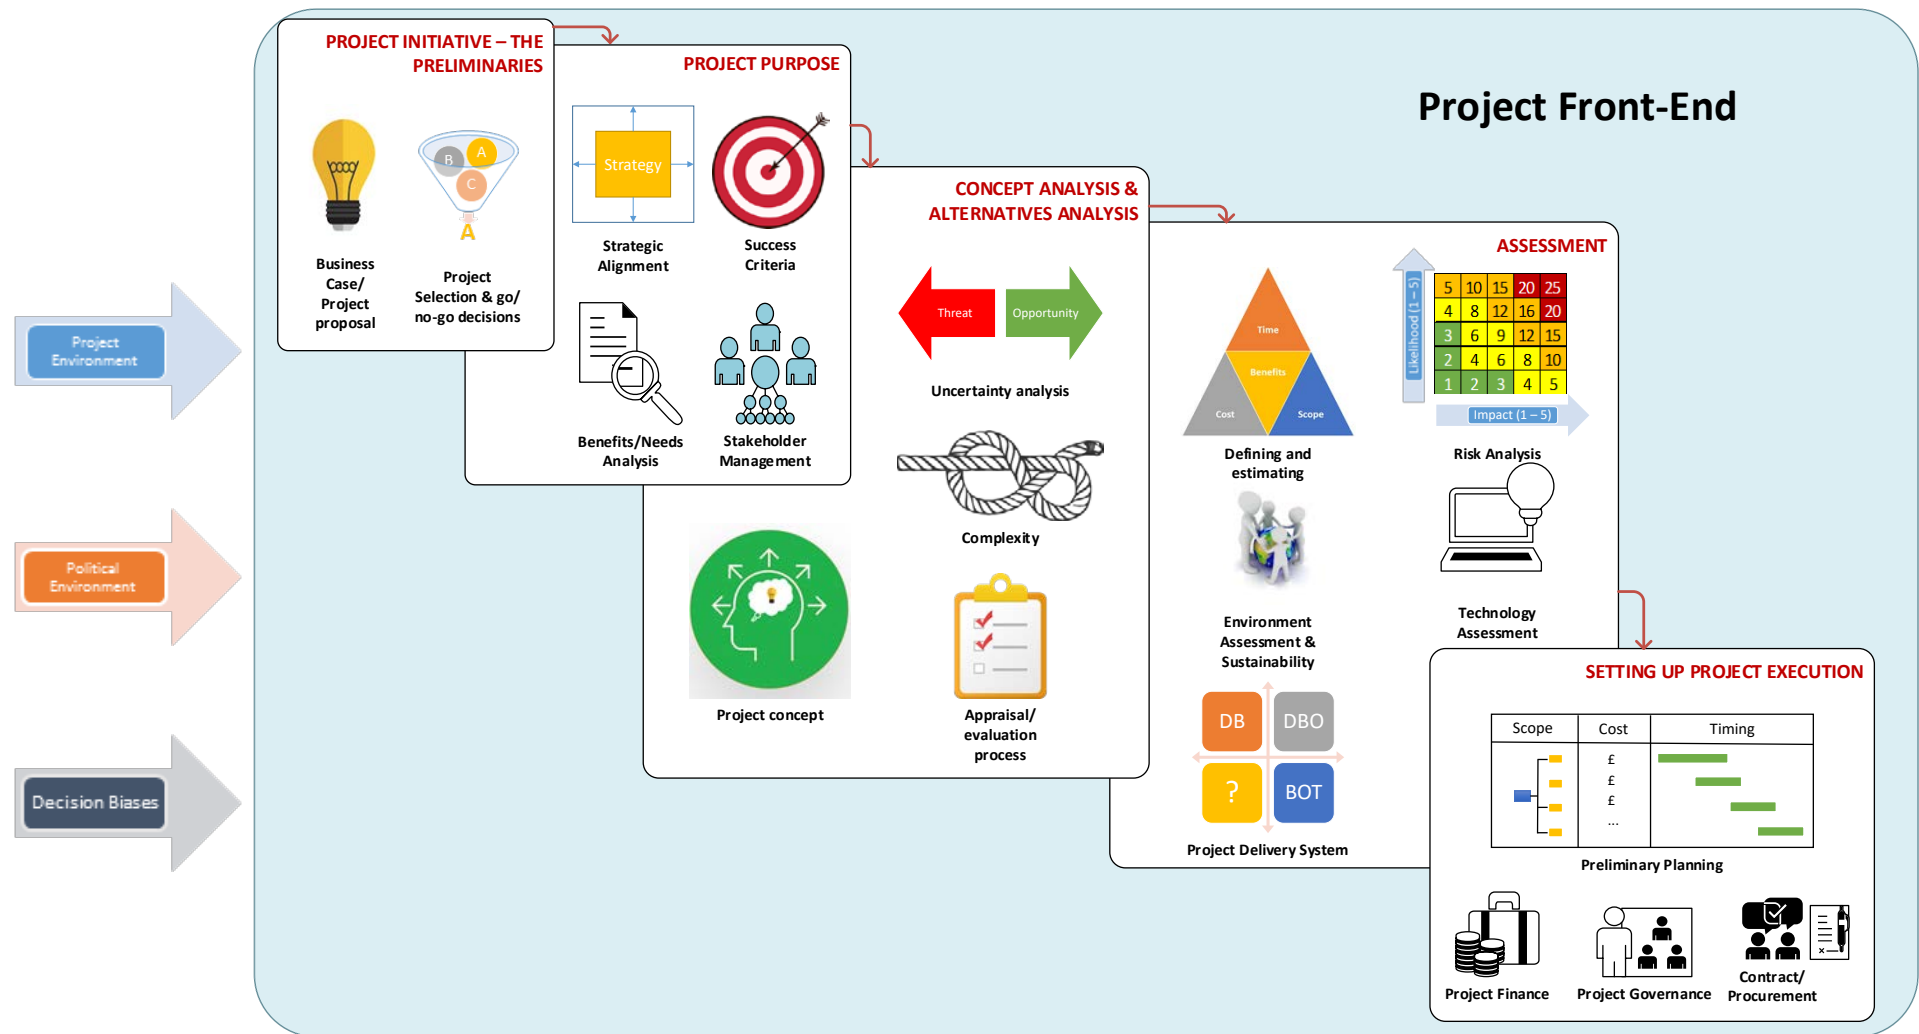 Project Front-End
PROJECT INITIATIVE – THE
PRELIMINARIES
B
A
C
A
Business
Case/
Project
proposal
Project
Selection & go/
no-go decisions
PROJECT PURPOSE
Strategy
Strategic
Alignment
Success
Criteria
Benefits/Needs
Analysis
Stakeholder
Management
CONCEPT ANALYSIS &
ALTERNATIVES ANALYSIS
Threat
Opportunity
Uncertainty analysis
Complexity
Project concept
Appraisal/
evaluation
process
ASSESSMENT
Time
Benefits
Cost
Scope
Defining and
estimating
Likelihood (1 – 5)
5 10 15 20 25
4 8 12 16 20
3 6 9 12 15
2 4 6 8 10
1 2 3 4 5
Impact (1 – 5)
Risk Analysis
Environment
Assessment &
Sustainability
Technology
Assessment
DB
DBO
?
BOT
Project Delivery System
SETTING UP PROJECT EXECUTION
Scope Cost Timing
£
£
£
...
Preliminary Planning
Project Finance
Project Governance
Contract/
Procurement
Project
Environment
Political
Environment
Decision Biases